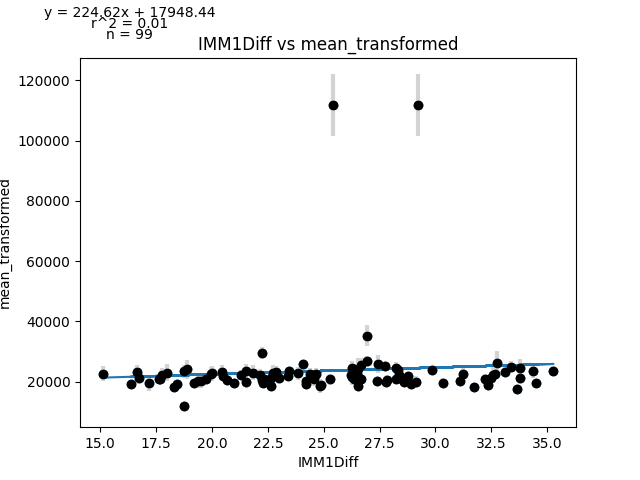 y = 224.62x + 17948.44
r^2 = 0.01
n = 99
IMM1Diff vs mean_transformed
120000
100000
80000
60000
40000
20000
mean_transformed
15.0 17.5 20.0 22.5 25.0 27.5 30.0 32.5 35.0
IMM1Diff